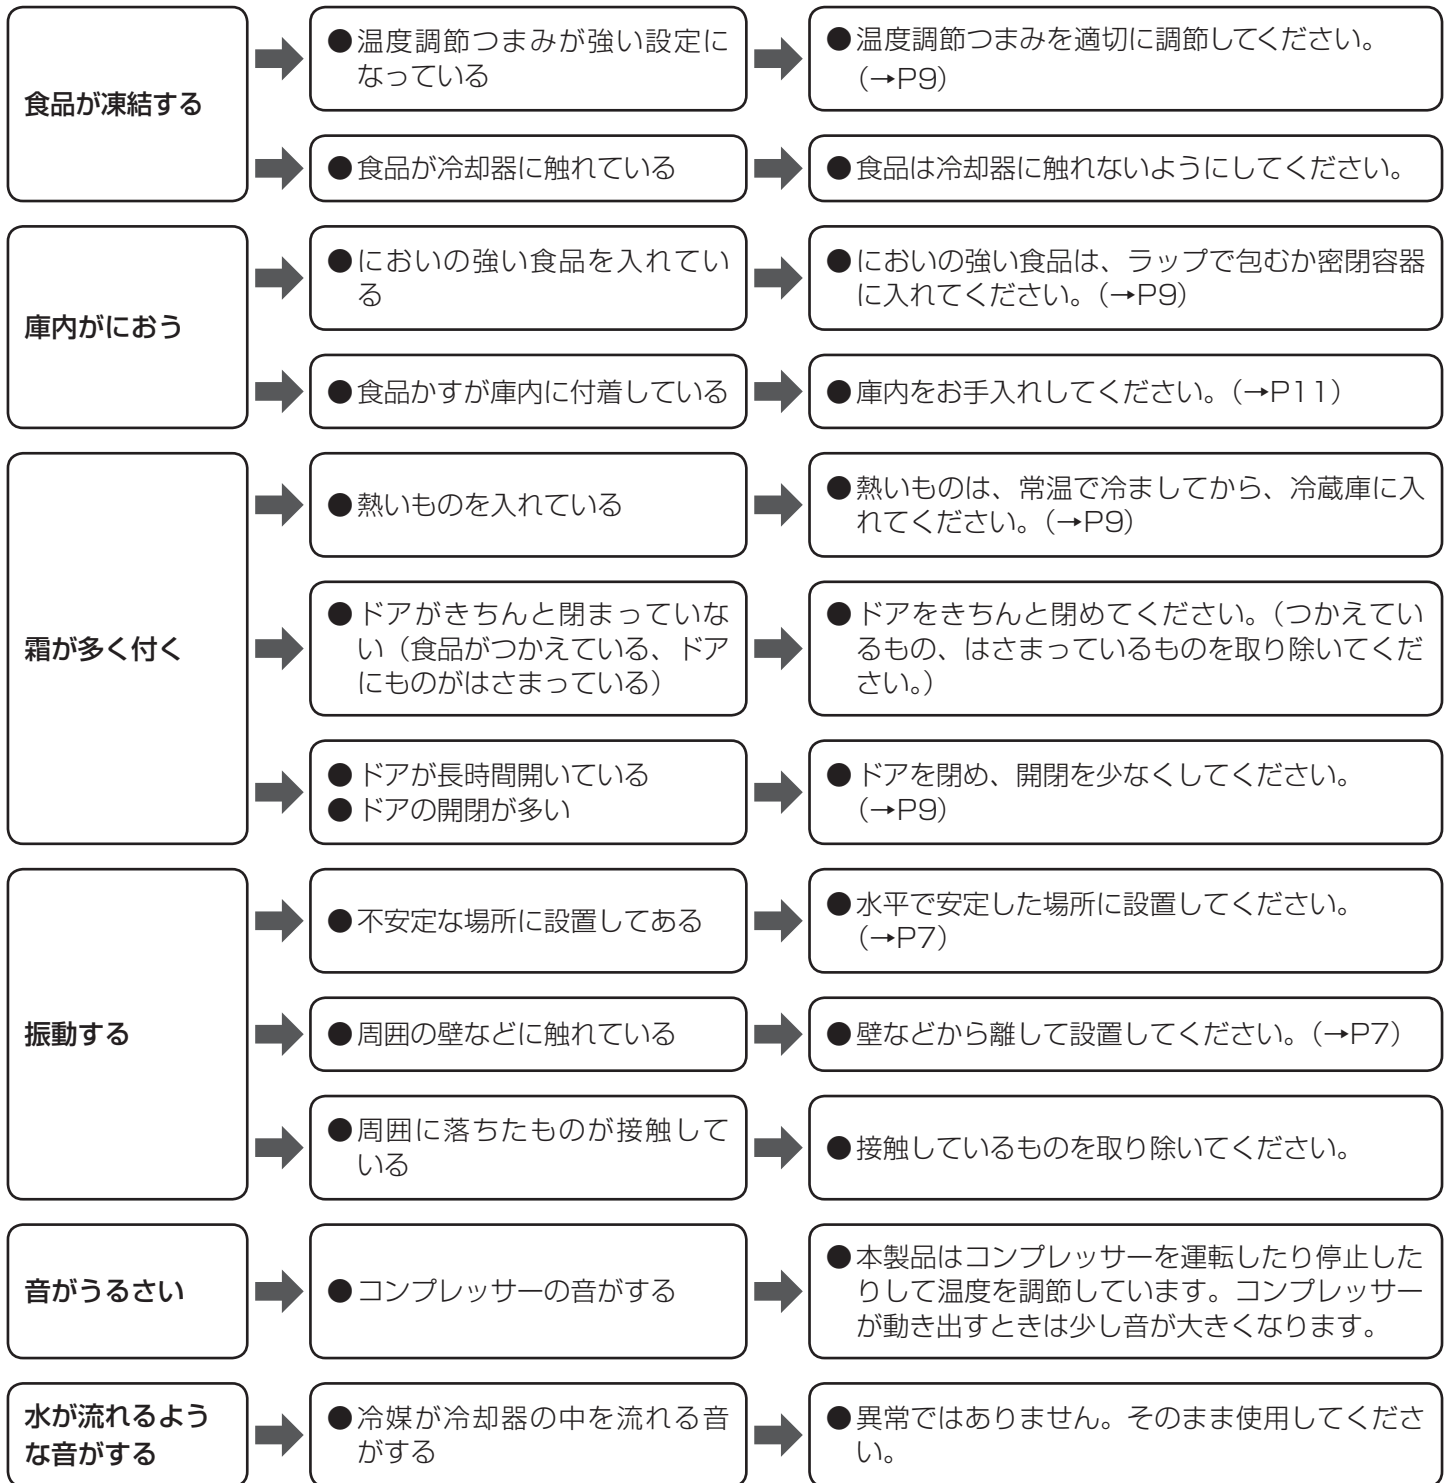 食品が凍結する
●温度調節つまみが強い設定に
なっている
●温度調節つまみを適切に調節してください。
（→P9）
●食品が冷却器に触れている
●食品は冷却器に触れないようにしてください。
庫内がにおう
●においの強い食品を入れてい
る
●においの強い食品は、ラップで包むか密閉容器
に入れてください。（→P9）
●食品かすが庫内に付着している
●庫内をお手入れしてください。（→P11）
霜が多く付く
●熱いものを入れている
●熱いものは、常温で冷ましてから、冷蔵庫に入
れてください。（→P9）
●ドアがきちんと閉まっていな
い（食品がつかえている、ドア
にものがはさまっている）
●ドアをきちんと閉めてください。（つかえてい
るもの、はさまっているものを取り除いてくだ
さい。）
●ドアが長時間開いている
●ドアの開閉が多い
●ドアを閉め、開閉を少なくしてください。
（→P9）
振動する
●不安定な場所に設置してある
●水平で安定した場所に設置してください。
（→P7）
●周囲の壁などに触れている
●壁などから離して設置してください。（→P7）
●周囲に落ちたものが接触して
いる
●接触しているものを取り除いてください。
音がうるさい
●コンプレッサーの音がする
●本製品はコンプレッサーを運転したり停止した
りして温度を調節しています。コンプレッサー
が動き出すときは少し音が大きくなります。
水が流れるよう
な音がする
●冷媒が冷却器の中を流れる音
がする
●異常ではありません。そのまま使用してくださ
い。